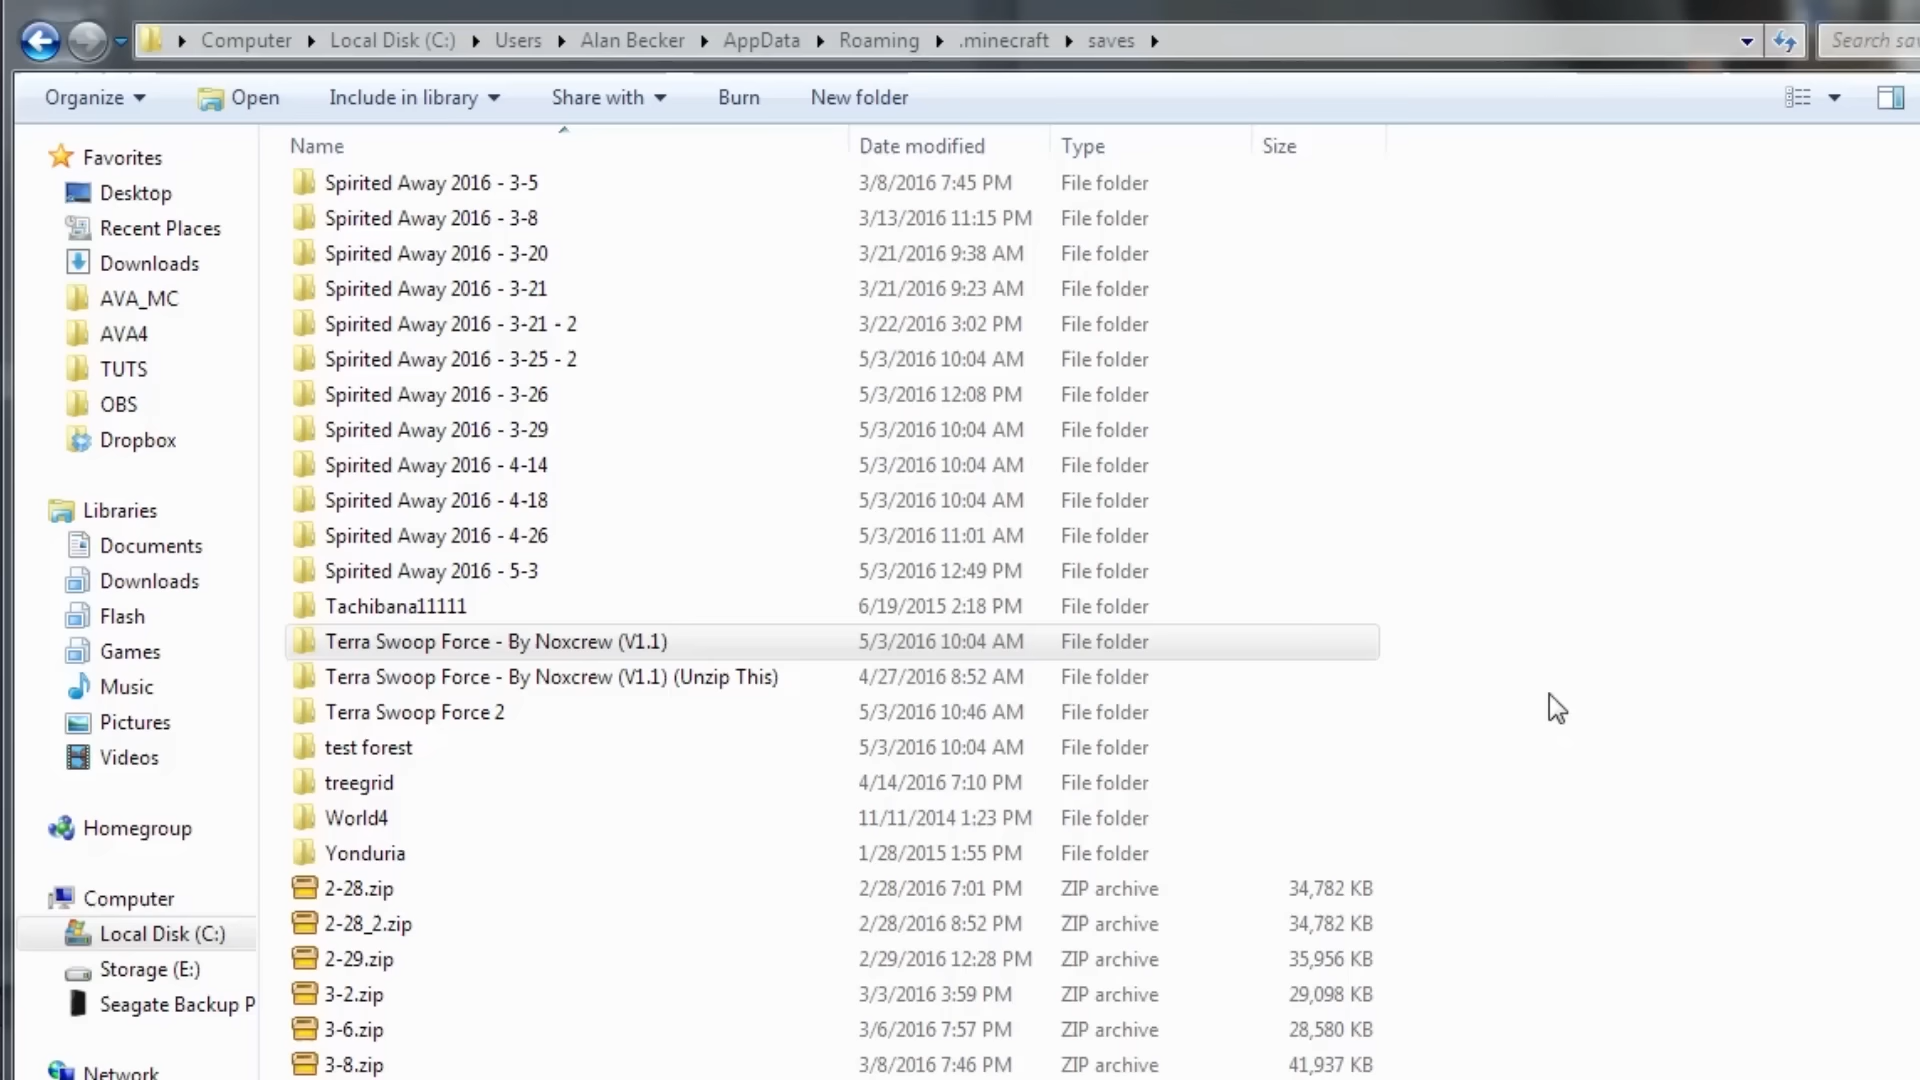 Computer Local Disk (C:) Users Alan Becker AppData Roaming .minecraft saves Search sav
Organize Open Include in library Share with Burn New folder
Name Date modified Type Size
Favorites
Desktop
Recent Places
Downloads
AVA_MC
AVA4
TUTS
OBS
Dropbox
Libraries
Documents
Downloads
Flash
Games
Music
Pictures
Videos
Homegroup
Computer
Local Disk (C:)
Storage (E:)
Seagate Backup P
Network
Spirited Away 2016 - 3-5 3/8/2016 7:45 PM File folder
Spirited Away 2016 - 3-8 3/13/2016 11:15 PM File folder
Spirited Away 2016 - 3-20 3/21/2016 9:38 AM File folder
Spirited Away 2016 - 3-21 3/21/2016 9:23 AM File folder
Spirited Away 2016 - 3-21 - 2 3/22/2016 3:02 PM File folder
Spirited Away 2016 - 3-25 - 2 5/3/2016 10:04 AM File folder
Spirited Away 2016 - 3-26 5/3/2016 12:08 PM File folder
Spirited Away 2016 - 3-29 5/3/2016 10:04 AM File folder
Spirited Away 2016 - 4-14 5/3/2016 10:04 AM File folder
Spirited Away 2016 - 4-18 5/3/2016 10:04 AM File folder
Spirited Away 2016 - 4-26 5/3/2016 11:01 AM File folder
Spirited Away 2016 - 5-3 5/3/2016 12:49 PM File folder
Tachibana11111 6/19/2015 2:18 PM File folder
Terra Swoop Force - By Noxcrew (V1.1) 5/3/2016 10:04 AM File folder
Terra Swoop Force - By Noxcrew (V1.1) (Unzip This) 4/27/2016 8:52 AM File folder
Terra Swoop Force 2 5/3/2016 10:46 AM File folder
test forest 5/3/2016 10:04 AM File folder
treegrid 4/14/2016 7:10 PM File folder
World4 11/11/2014 1:23 PM File folder
Yonduria 1/28/2015 1:55 PM File folder
2-28.zip 2/28/2016 7:01 PM ZIP archive 34,782 KB
2-28_2.zip 2/28/2016 8:52 PM ZIP archive 34,782 KB
2-29.zip 2/29/2016 12:28 PM ZIP archive 35,956 KB
3-2.zip 3/3/2016 3:59 PM ZIP archive 29,098 KB
3-6.zip 3/6/2016 7:57 PM ZIP archive 28,580 KB
3-8.zip 3/8/2016 7:46 PM ZIP archive 41,937 KB